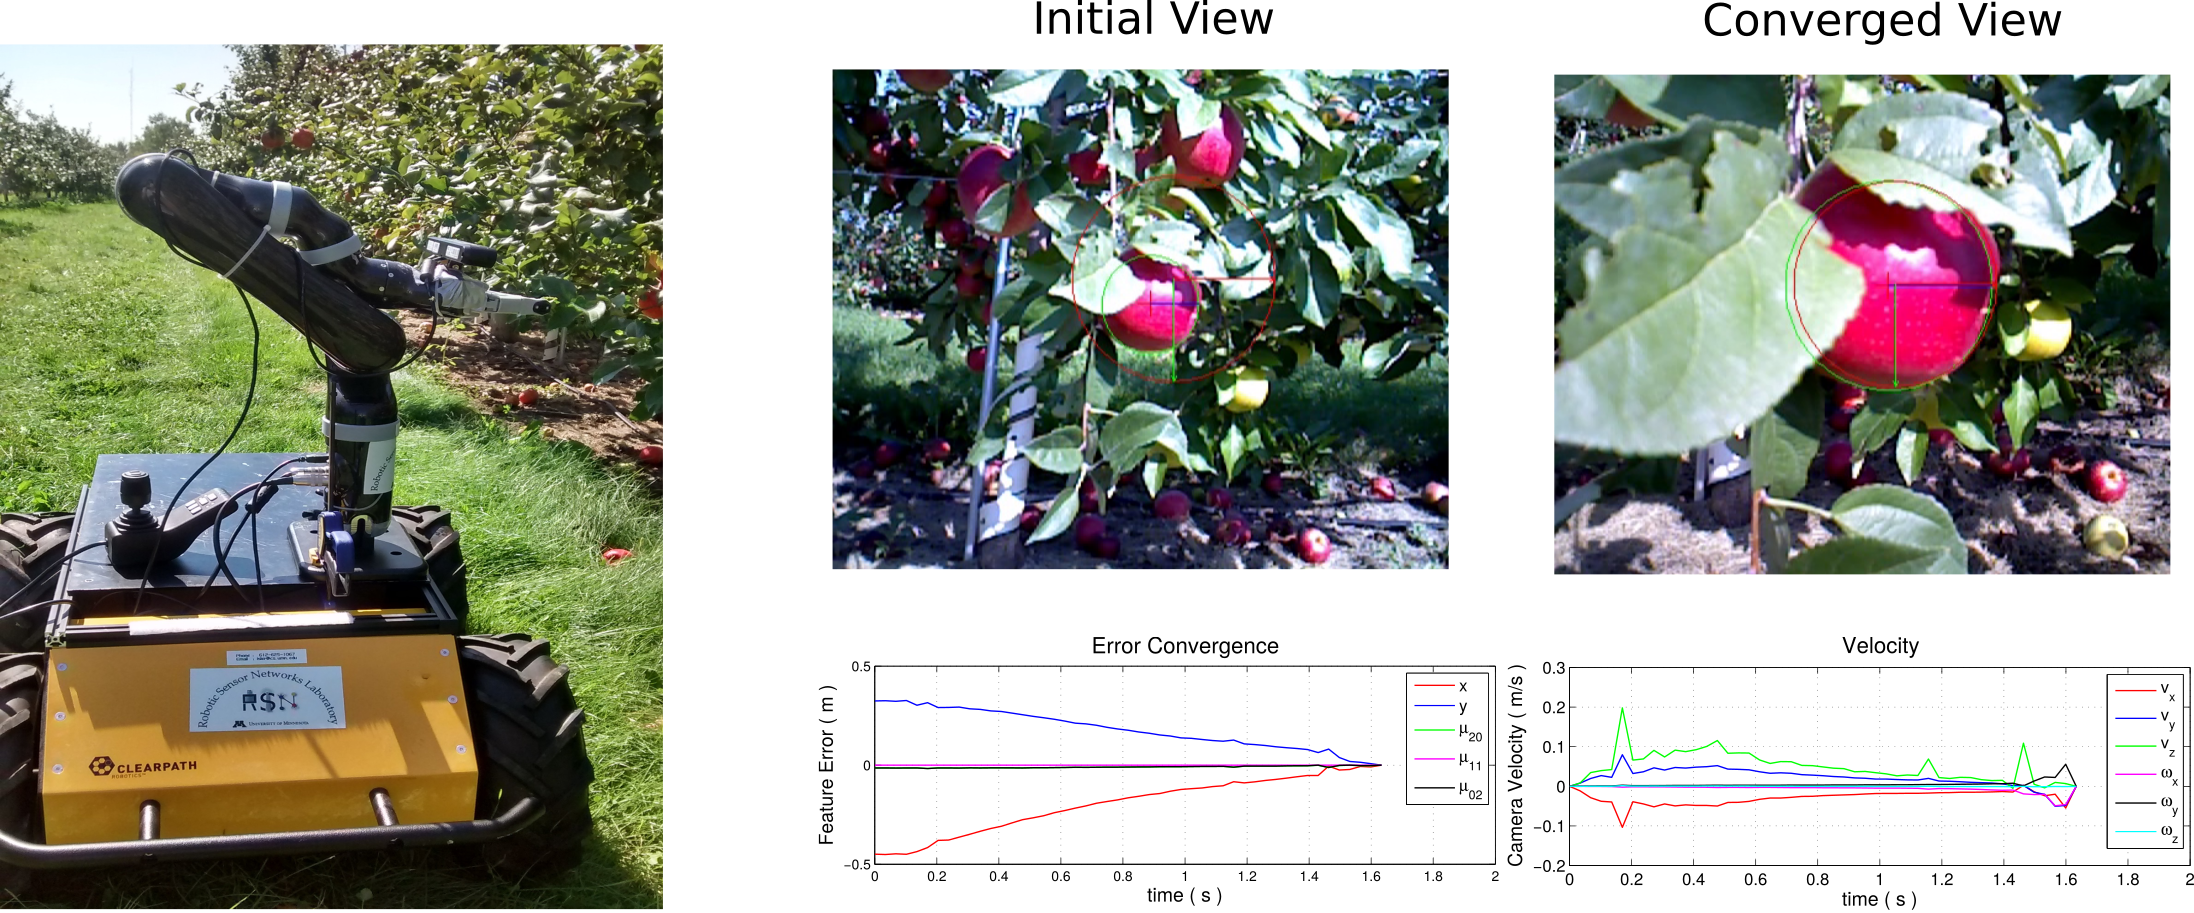 Initial View
Converged View
Robotic Sensor Networks Laboratory
RSN
UNIVERSITY OF MINNESOTA
CLEARPATH
ROBOTICS
Error Convergence
0.5
0
−0.5
Feature Error ( m )
0 0.2 0.4 0.6 0.8 1 1.2 1.4 1.6 1.8 2
time ( s )
x
y
μ20
μ11
μ02
Velocity
0.3
0.2
0.1
0
−0.1
−0.2
Camera Velocity ( m/s )
0 0.2 0.4 0.6 0.8 1 1.2 1.4 1.6 1.8 2
time ( s )
vx
vy
vz
ωx
ωy
ωz